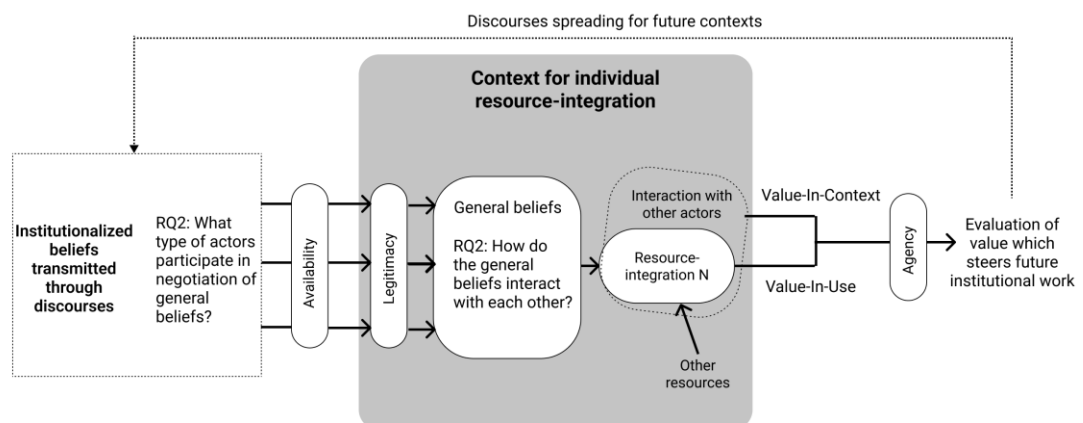 Discourses spreading for future contexts
Context for individual
resource-integration
Institutionalized
beliefs
transmitted
through
discourses
RQ2: What
type of actors
participate in
negotiation of
general
beliefs?
Availability
Legitimacy
General beliefs
RQ2: How do
the general
beliefs interact
with each other?
Interaction with
other actors
Resource-
integration N
Other
resources
Value-In-Context
Value-In-Use
Agency
Evaluation of
value which
steers future
institutional work